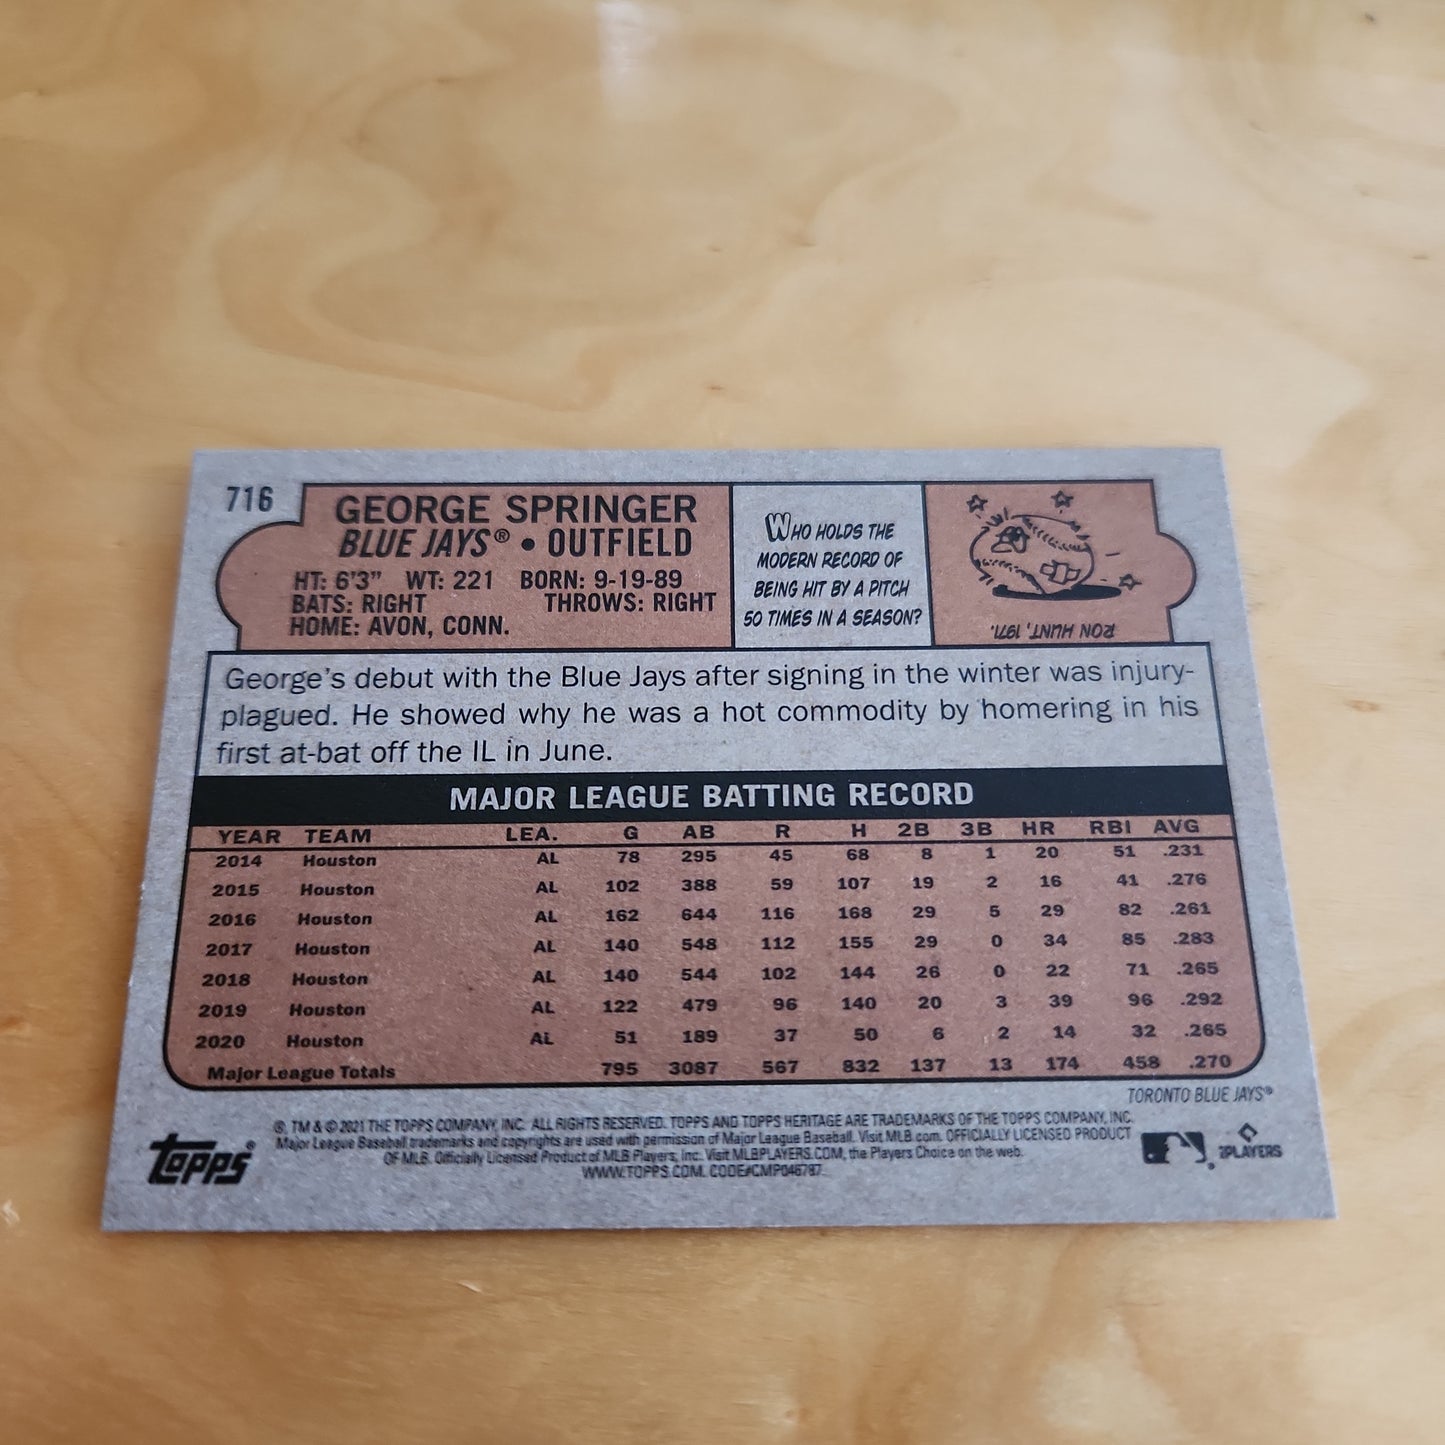 716
GEORGE SPRINGER
BLUE JAYS® • OUTFIELD
HT: 6'3" WT: 221 BORN: 9-19-89
BATS: RIGHT THROWS: RIGHT
HOME: AVON, CONN.
WHO HOLDS THE
MODERN RECORD OF
BEING HIT BY A PITCH
50 TIMES IN A SEASON?
RON HUNT, 1971.
George's debut with the Blue Jays after signing in the winter was injury-
plagued. He showed why he was a hot commodity by homering in his
first at-bat off the IL in June.
MAJOR LEAGUE BATTING RECORD
YEAR TEAM LEA. G AB R H 2B 3B HR RBI AVG
2014 Houston AL 78 295 45 68 8 1 20 51 .231
2015 Houston AL 102 388 59 107 19 2 16 41 .276
2016 Houston AL 162 644 116 168 29 5 29 82 .261
2017 Houston AL 140 548 112 155 29 0 34 85 .283
2018 Houston AL 140 544 102 144 26 0 22 71 .265
2019 Houston AL 122 479 96 140 20 3 39 96 .292
2020 Houston AL 51 189 37 50 6 2 14 32 .265
Major League Totals 795 3087 567 832 137 13 174 458 .270
TORONTO BLUE JAYS®
®, TM & © 2021 THE TOPPS COMPANY, INC. ALL RIGHTS RESERVED. TOPPS AND TOPPS HERITAGE ARE TRADEMARKS OF THE TOPPS COMPANY, INC.
Major League Baseball trademarks and copyrights are used with permission of Major League Baseball. Visit MLB.com. OFFICIALLY LICENSED PRODUCT
OF MLB. Officially Licensed Product of MLB Players, Inc. Visit MLBPLAYERS.COM, the Players Choice on the web.
WWW.TOPPS.COM. CODE#CMP046787
topps®
PLAYERS